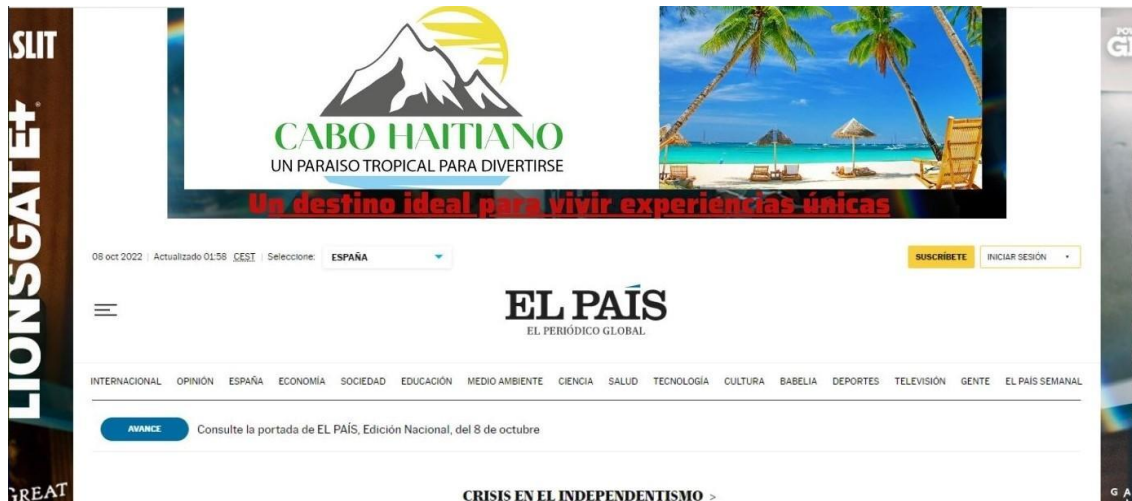 CABO HAITIANO
UN PARAISO TROPICAL PARA DIVERTIRSE
Un destino ideal para vivir experiencias únicas
LIONSGATE+
08 oct 2022 | Actualizado 01:58 CEST | Seleccione: ESPAÑA
SUSCRÍBETE INICIAR SESIÓN
EL PAÍS
EL PERIÓDICO GLOBAL
INTERNACIONAL OPINIÓN ESPAÑA ECONOMÍA SOCIEDAD EDUCACIÓN MEDIO AMBIENTE CIENCIA SALUD TECNOLOGÍA CULTURA BABELIA DEPORTES TELEVISIÓN GENTE EL PAÍS SEMANAL
AVANCE Consulte la portada de EL PAÍS, Edición Nacional, del 8 de octubre
CRISIS EN EL INDEPENDENTISMO >
GREAT